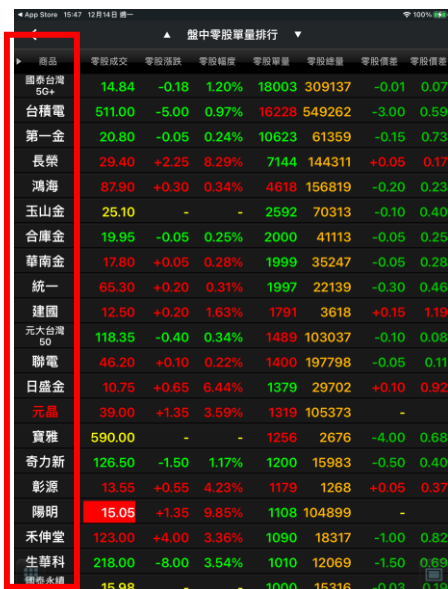 App Store 15:47 12月14日 週一 100%
盤中零股單量排行
商品 零股成交 零股漲跌 零股幅度 零股單量 零股總量 零股價差 零股價差
國泰台灣
5G+ 14.84 -0.18 1.20% 18003 309137 -0.01 0.07
台積電 511.00 -5.00 0.97% 16228 549262 -3.00 0.59
第一金 20.80 -0.05 0.24% 10623 61359 -0.15 0.73
長榮 29.40 +2.25 8.29% 7144 144311 +0.05 0.17
鴻海 87.90 +0.30 0.34% 4618 156819 -0.20 0.23
玉山金 25.10 - - 2592 70313 -0.10 0.40
合庫金 19.95 -0.05 0.25% 2000 41113 -0.05 0.25
華南金 17.80 +0.05 0.28% 1999 35247 -0.05 0.28
統一 65.30 +0.20 0.31% 1997 22139 -0.30 0.46
建國 12.50 +0.20 1.63% 1791 3618 +0.15 1.19
元大台灣
50 118.35 -0.40 0.34% 1489 103037 -0.10 0.08
聯電 46.20 +0.10 0.22% 1400 197798 -0.05 0.11
日盛金 10.75 +0.65 6.44% 1379 29702 +0.10 0.92
元晶 39.00 +1.35 3.59% 1319 105373 -
寶雅 590.00 - - 1256 2676 -4.00 0.68
奇力新 126.50 -1.50 1.17% 1200 15983 -0.50 0.40
彰源 13.55 +0.55 4.23% 1179 1268 +0.05 0.37
陽明 15.05 +1.35 9.85% 1108 104899 -
禾伸堂 123.00 +4.00 3.36% 1090 18317 -1.00 0.82
生華科 218.00 -8.00 3.54% 1010 12069 -1.50 0.69
國泰永續 15.98 1000 15316 -0.03 0.19